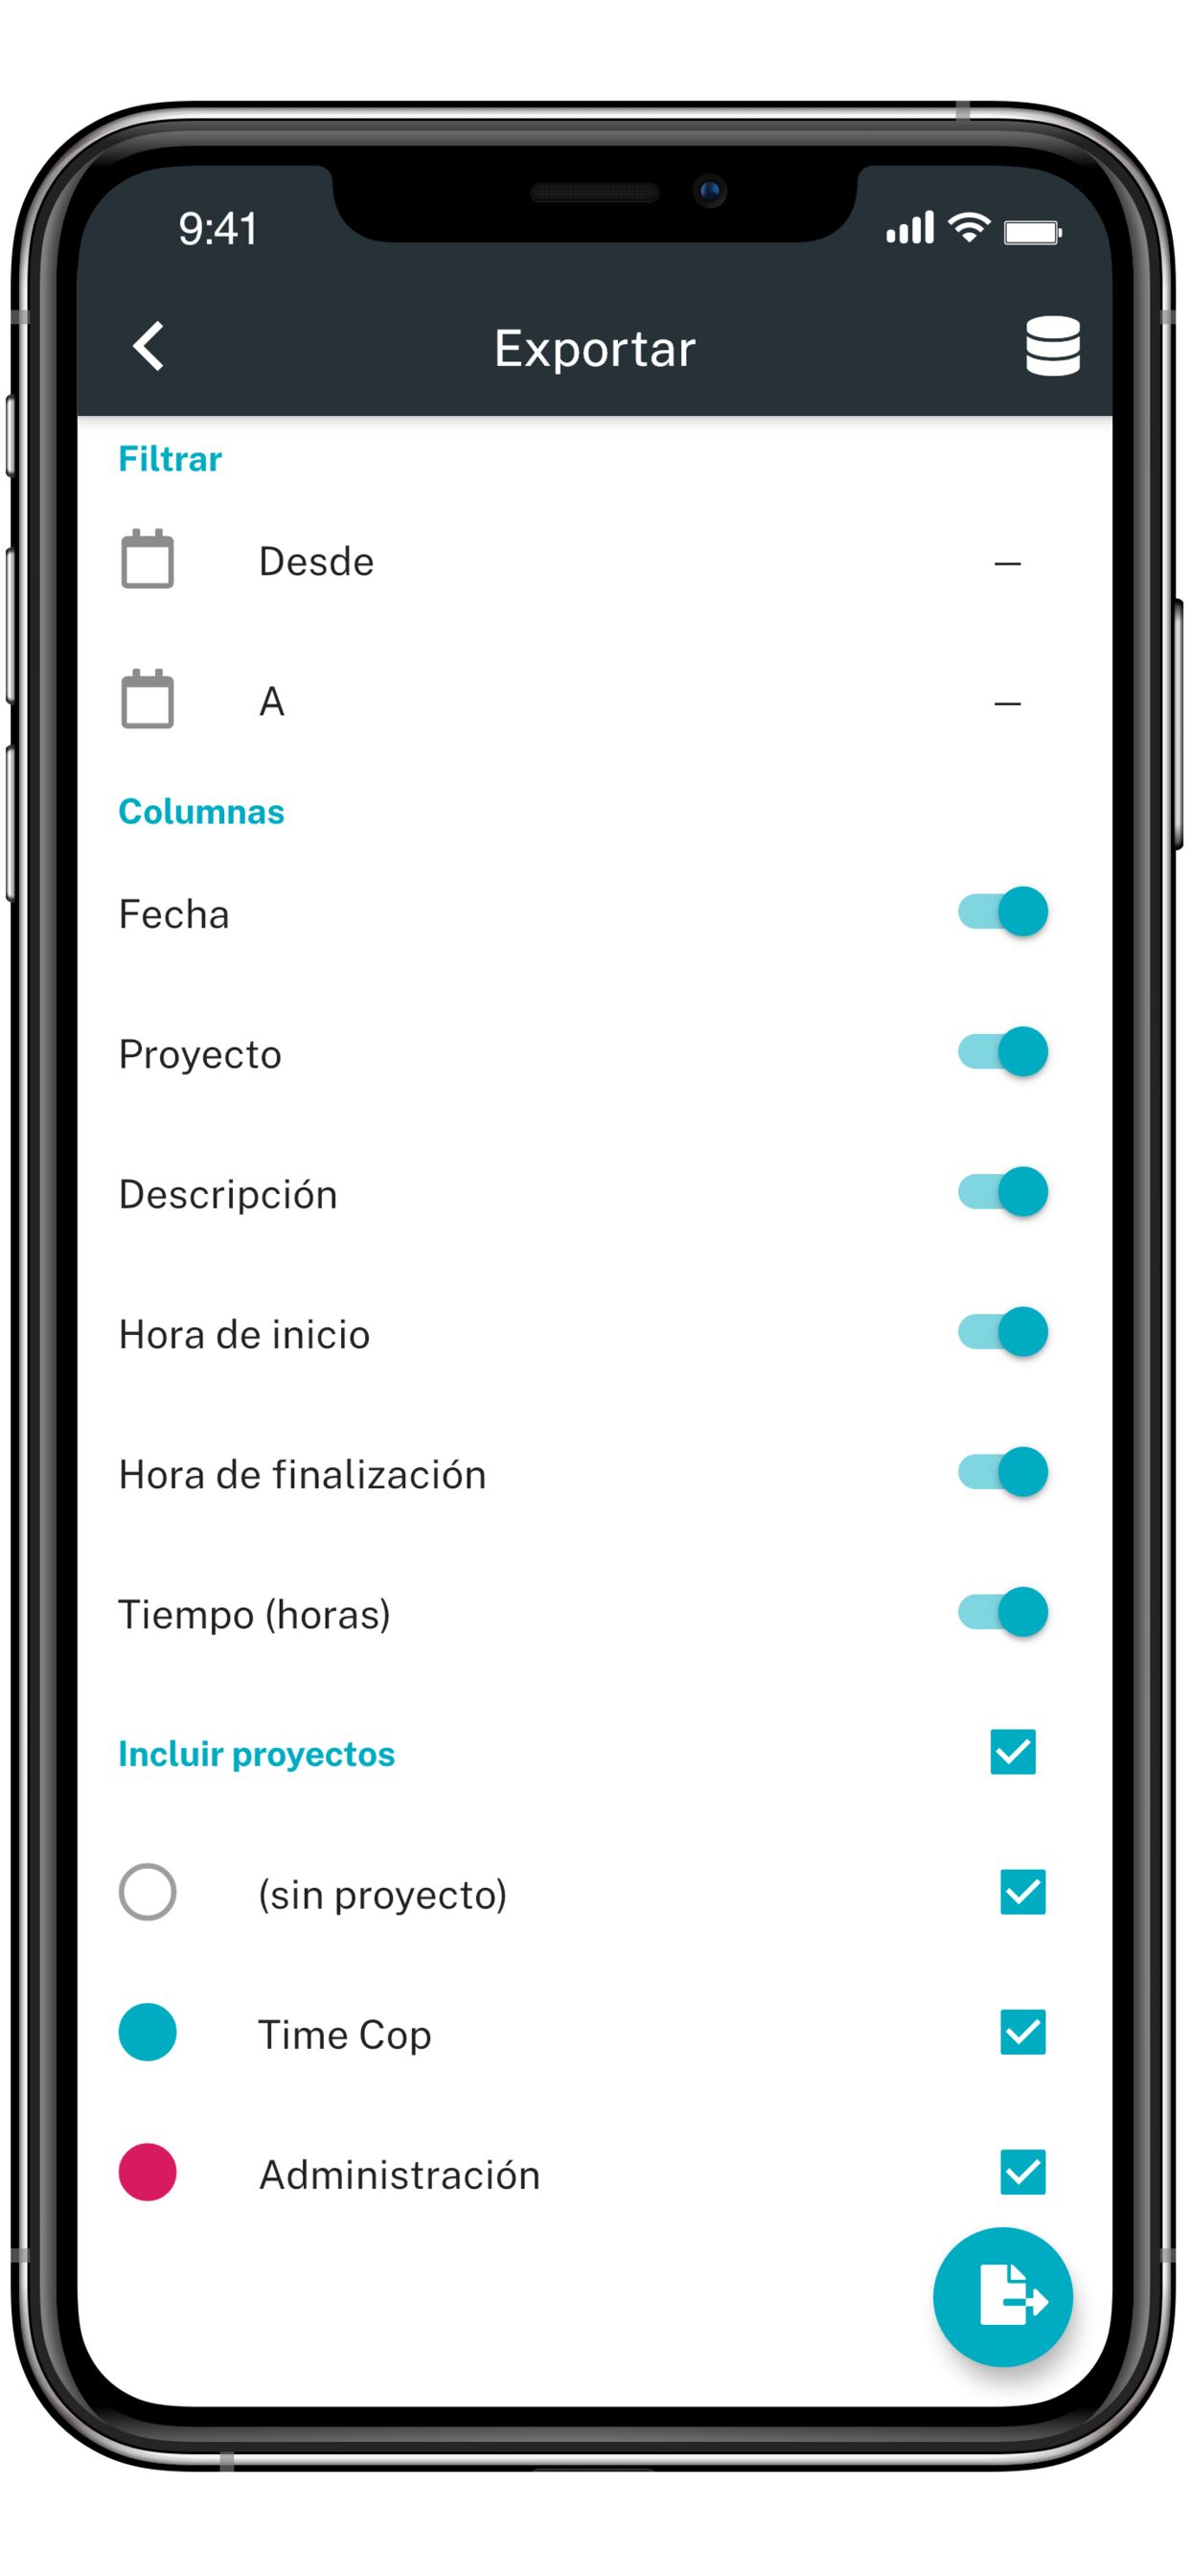 9:41
Exportar
Filtrar
Desde –
A –
Columnas
Fecha
Proyecto
Descripción
Hora de inicio
Hora de finalización
Tiempo (horas)
Incluir proyectos
(sin proyecto)
Time Cop
Administración